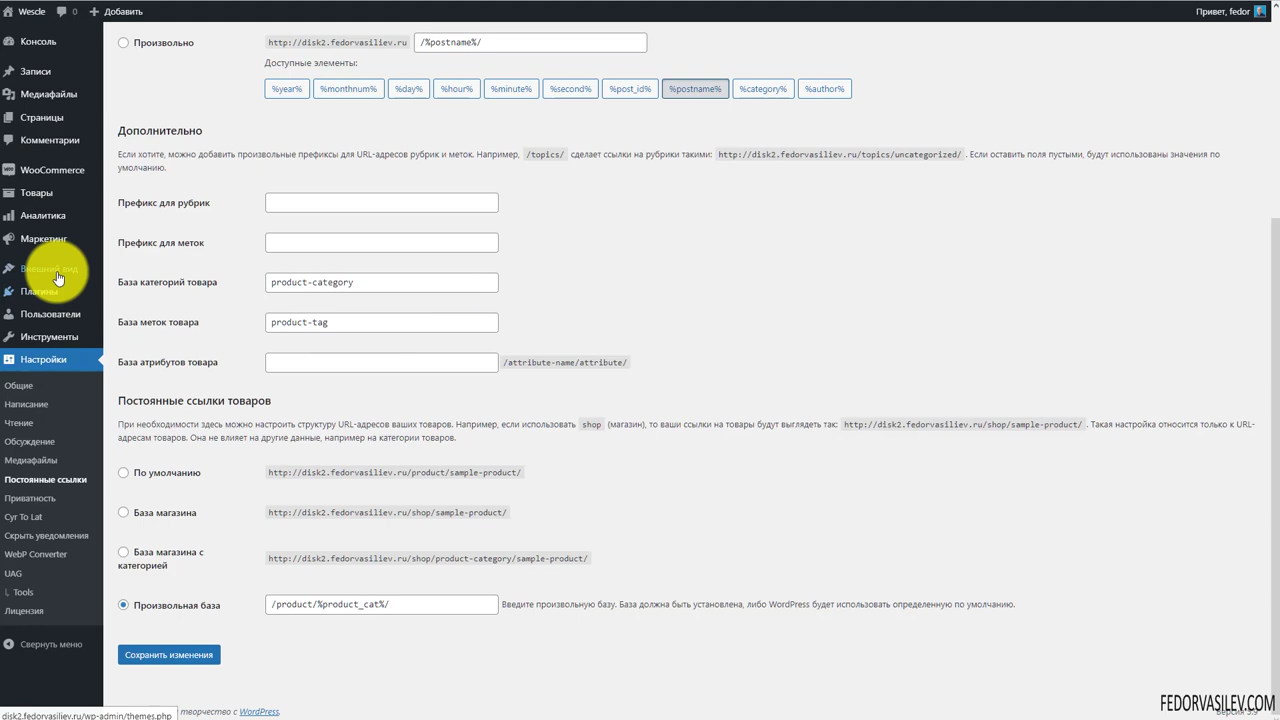 Wescle 8 0 Добавить Привет, fedor
Консоль
Записи
Медиафайлы
Страницы
Комментарии
WooCommerce
Товары
Аналитика
Маркетинг
Внешний вид
Плагины
Пользователи
Инструменты
Настройки
Общие
Написание
Чтение
Обсуждение
Медиафайлы
Постоянные ссылки
Приватность
Cyr To Lat
Скрыть уведомления
WebP Converter
UAG
Tools
Лицензия
Свернуть меню
Произвольно http://disk2.fedorvasiliev.ru /%postname%/
Доступные элементы:
%year% %monthnum% %day% %hour% %minute% %second% %post_id% %postname% %category% %author%
Дополнительно
Если хотите, можно добавить произвольные префиксы для URL-адресов рубрик и меток. Например, /topics/ сделает ссылки на рубрики такими: http://disk2.fedorvasiliev.ru/topics/uncategorized/ . Если оставить поля пустыми, будут использованы значения по
умолчанию.
Префикс для рубрик
Префикс для меток
База категорий товара product-category
База меток товара product-tag
База атрибутов товара /attribute-name/attribute/
Постоянные ссылки товаров
При необходимости здесь можно настроить структуру URL-адресов ваших товаров. Например, если использовать shop (магазин), то ваши ссылки на товары будут выглядеть так: http://disk2.fedorvasiliev.ru/shop/sample-product/ . Такая настройка относится только к URL-
адресам товаров. Она не влияет на другие данные, например на категории товаров.
По умолчанию http://disk2.fedorvasiliev.ru/product/sample-product/
База магазина http://disk2.fedorvasiliev.ru/shop/sample-product/
База магазина с
категорией http://disk2.fedorvasiliev.ru/shop/product-category/sample-product/
Произвольная база /product/%product_cat%/ Введите произвольную базу. База должна быть установлена, либо WordPress будет использовать определенную по умолчанию.
Сохранить изменения
творчество с WordPress.
disk2.fedorvasiliev.ru/wp-admin/themes.php
FEDORVASILEV.COM